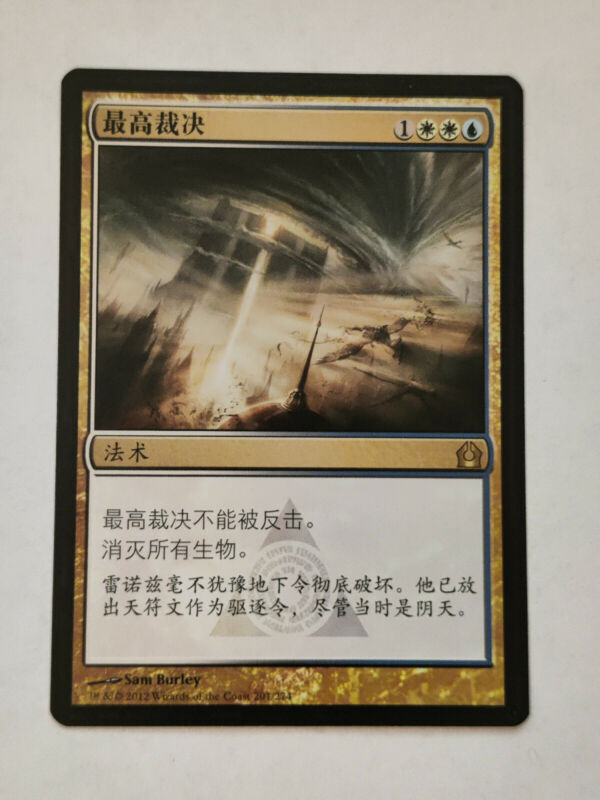 最高裁决 1
法术
最高裁决不能被反击。
消灭所有生物。
雷诺兹毫不犹豫地下令彻底破坏。他已放
出天符文作为驱逐令，尽管当时是阴天。
Sam Burley
™ & © 2012 Wizards of the Coast 201/274